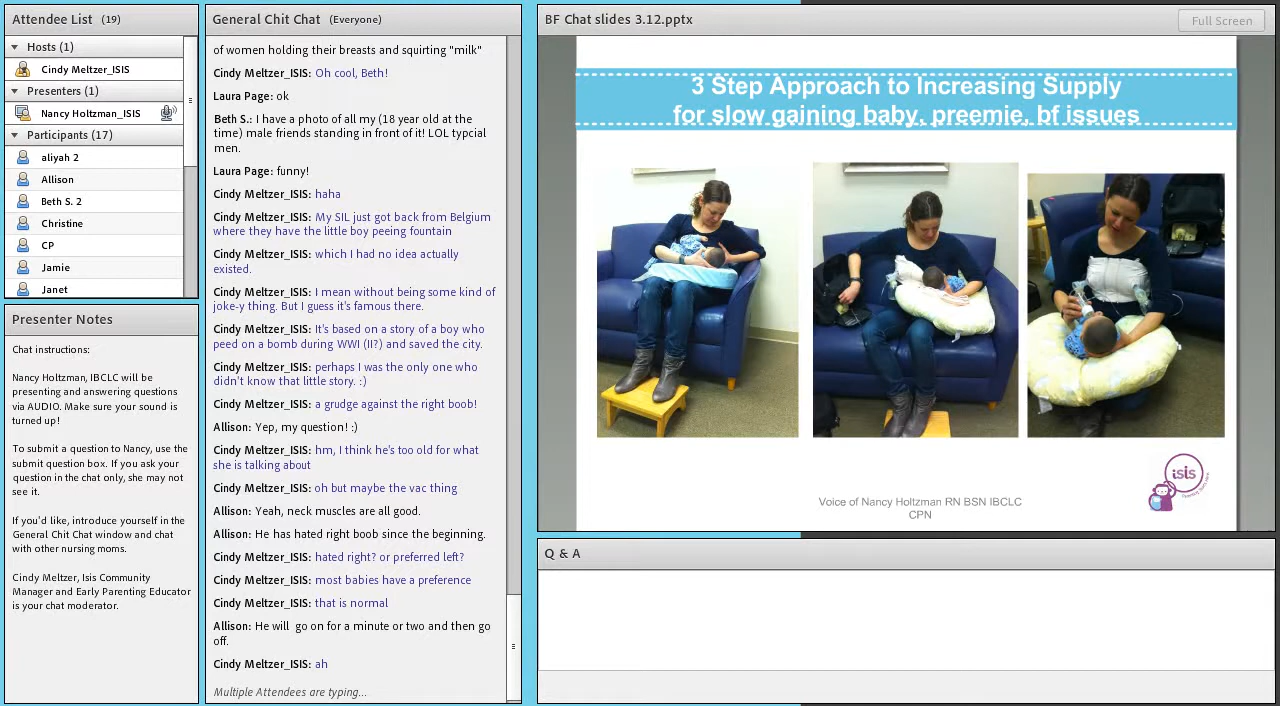 Attendee List (19)
Hosts (1)
Cindy Meltzer_ISIS
Presenters (1)
Nancy Holtzman_ISIS
Participants (17)
aliyah 2
Allison
Beth S. 2
Christine
CP
Jamie
Janet
Presenter Notes
Chat instructions:
Nancy Holtzman, IBCLC will be
presenting and answering questions
via AUDIO. Make sure your sound is
turned up!
To submit a question to Nancy, use the
submit question box. If you ask your
question in the chat only, she may not
see it.
If you'd like, introduce yourself in the
General Chit Chat window and chat
with other nursing moms.
Cindy Meltzer, Isis Community
Manager and Early Parenting Educator
is your chat moderator.
General Chit Chat (Everyone)
of women holding their breasts and squirting "milk"
Cindy Meltzer_ISIS: Oh cool, Beth!
Laura Page: ok
Beth S.: I have a photo of all my (18 year old at the
time) male friends standing in front of it! LOL typcial
men.
Laura Page: funny!
Cindy Meltzer_ISIS: haha
Cindy Meltzer_ISIS: My SIL just got back from Belgium
where they have the little boy peeing fountain
Cindy Meltzer_ISIS: which I had no idea actually
existed.
Cindy Meltzer_ISIS: I mean without being some kind of
joke-y thing. But I guess it's famous there.
Cindy Meltzer_ISIS: It's based on a story of a boy who
peed on a bomb during WWI (II?) and saved the city.
Cindy Meltzer_ISIS: perhaps I was the only one who
didn't know that little story. :)
Cindy Meltzer_ISIS: a grudge against the right boob!
Allison: Yep, my question! :)
Cindy Meltzer_ISIS: hm, I think he's too old for what
she is talking about
Cindy Meltzer_ISIS: oh but maybe the vac thing
Allison: Yeah, neck muscles are all good.
Allison: He has hated right boob since the beginning.
Cindy Meltzer_ISIS: hated right? or preferred left?
Cindy Meltzer_ISIS: most babies have a preference
Cindy Meltzer_ISIS: that is normal
Allison: He will go on for a minute or two and then go
off.
Cindy Meltzer_ISIS: ah
Multiple Attendees are typing...
BF Chat slides 3.12.pptx
Full Screen
3 Step Approach to Increasing Supply
for slow gaining baby, preemie, bf issues
isis
Voice of Nancy Holtzman RN BSN IBCLC
CPN
Q & A